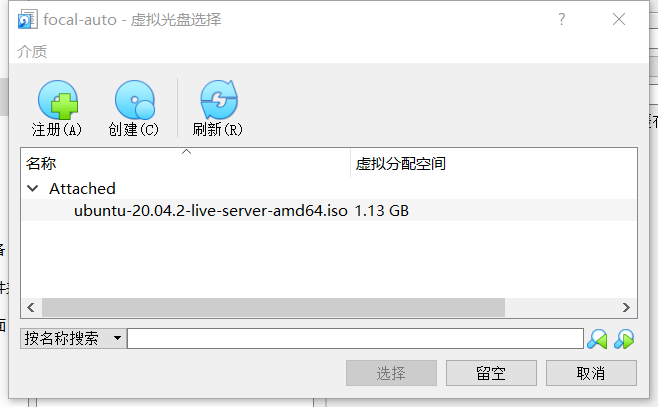 focal-auto - 虚拟光盘选择
介质
注册(A) 创建(C) 刷新(R)
名称 虚拟分配空间
Attached
ubuntu-20.04.2-live-server-amd64.iso 1.13 GB
按名称搜索
选择 留空 取消